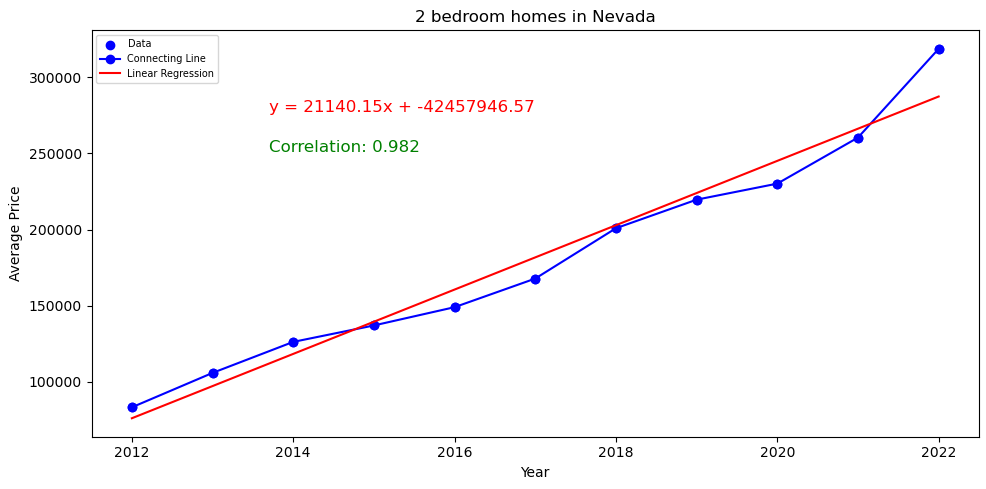 2 bedroom homes in Nevada
Data
Connecting Line
Linear Regression
y = 21140.15x + -42457946.57
Correlation: 0.982
Average Price
300000
250000
200000
150000
100000
2012 2014 2016 2018 2020 2022
Year